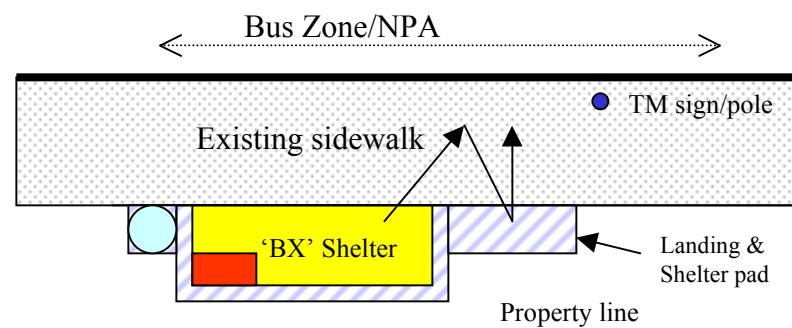 Bus Zone/NPA
TM sign/pole
Existing sidewalk
‘BX’ Shelter
Landing &
Shelter pad
Property line